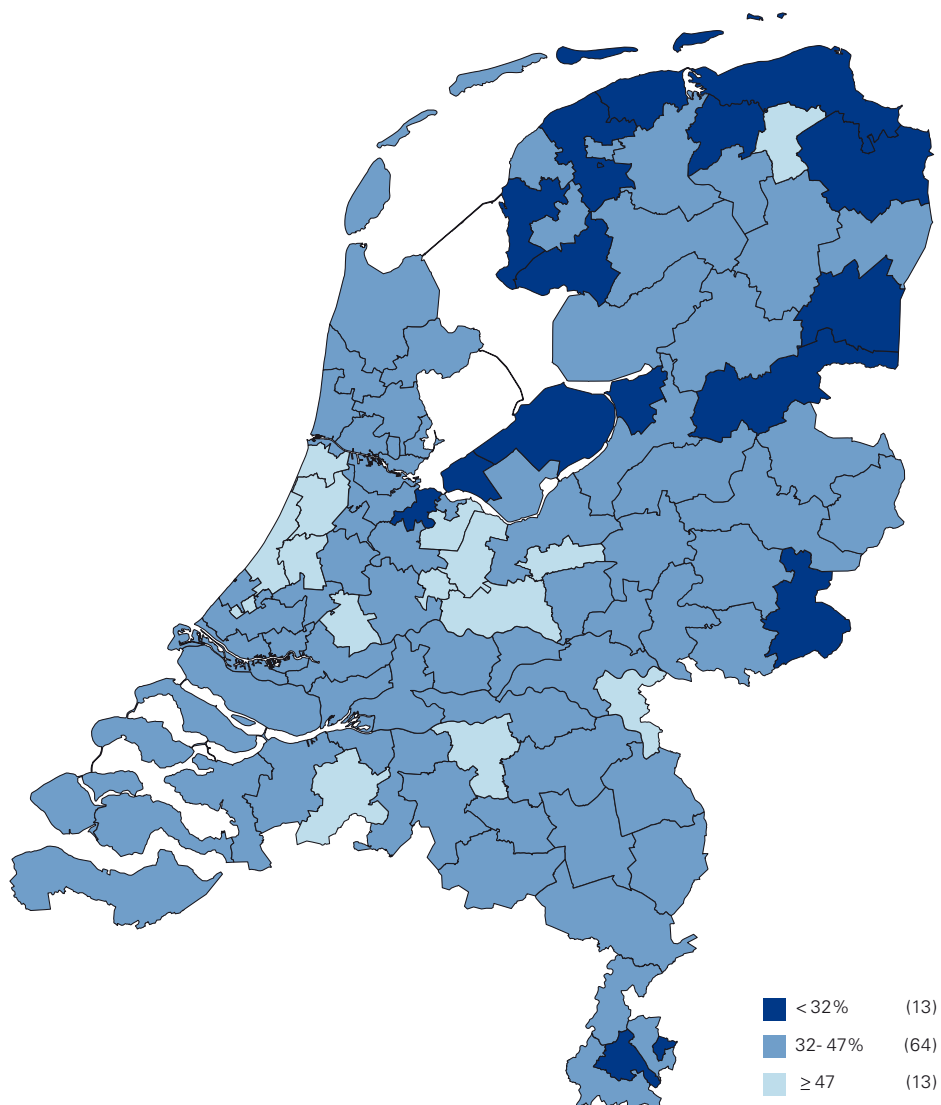 < 32% (13)
32- 47% (64)
≥ 47 (13)